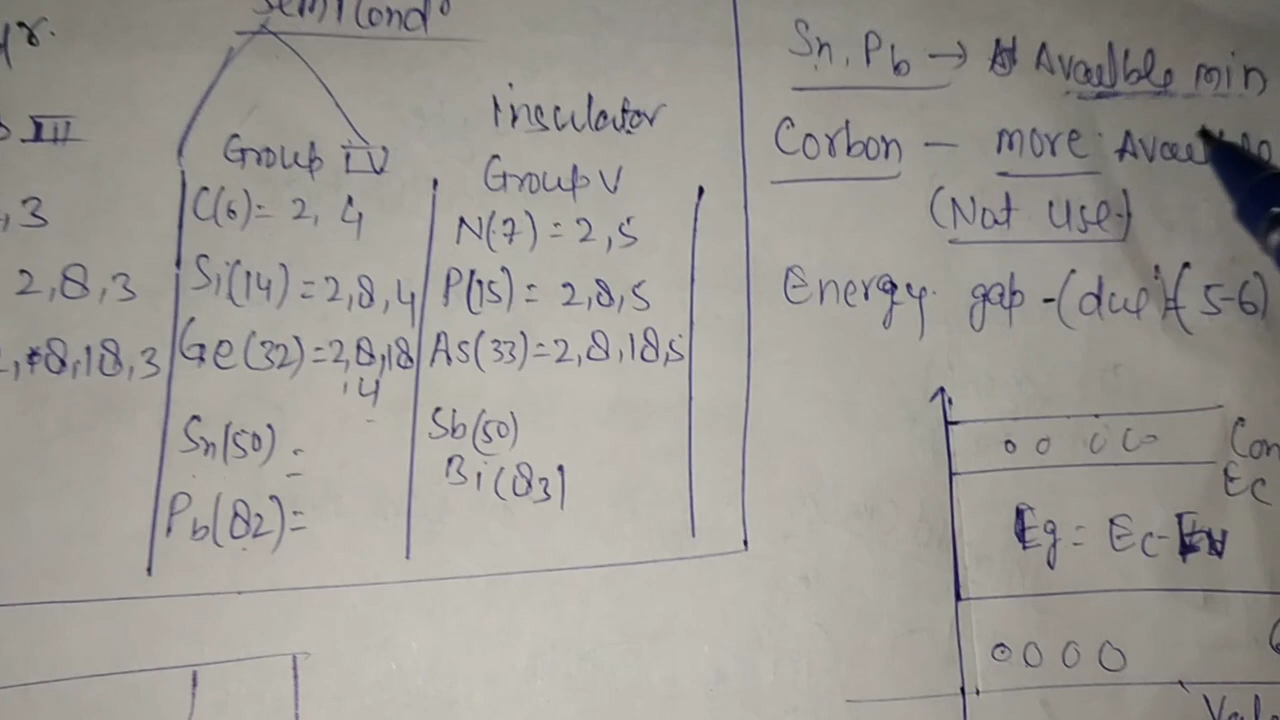 Semicond°
Group IV
C(6)= 2, 4
Si(14)=2,8,4
Ge(32)=2,8,18
,4
Sn(50)=
Pb(82)=
insulator
Group V
N(7)=2,5
P(15)= 2,8,5
As(33)=2,8,18,5
Sb(50)
Bi(83)
III
,3
2,8,3
8,18,3
Sn, Pb → Avauble min
Corbon - more
(Not use)
Energy gap -(due)=(5-6)
Con
Ec
Eg = Ec-Ev